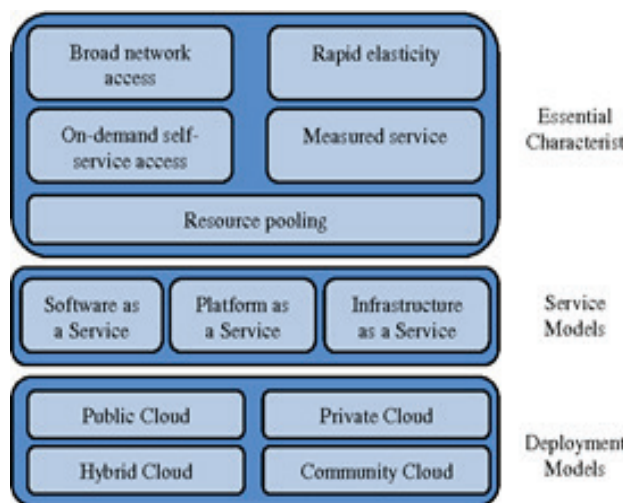 Broad network
access
Rapid elasticity
On-demand self-
service access
Measured service
Resource pooling
Essential
Characterist
Software as
a Service
Platform as
a Service
Infrastructure
as a Service
Service
Models
Public Cloud
Private Cloud
Hybrid Cloud
Community Cloud
Deployment
Models